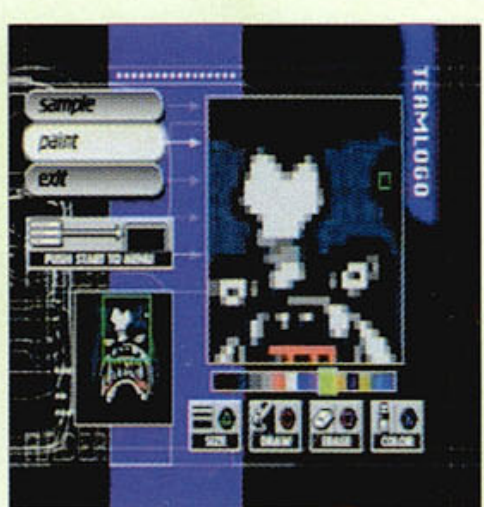 TEAMLOGO
sample
paint
exit
PUSH START TO MENU
SIZE
DRAW
ERASE
COLOR